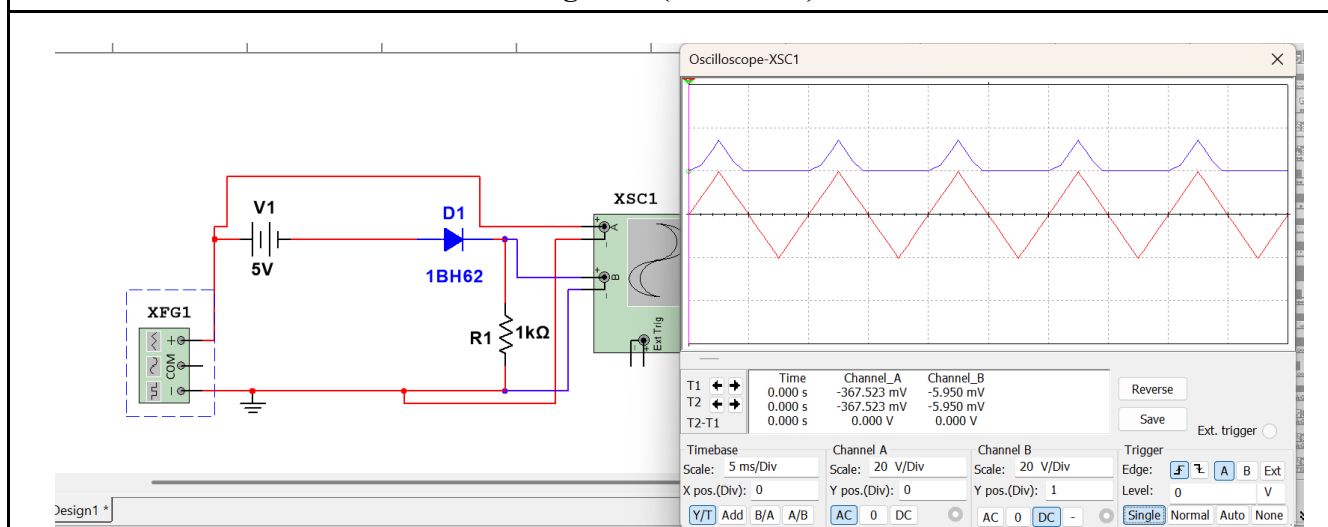 V1
5V
D1
1BH62
R1
1kΩ
XFG1
+
COM
XSC1
+
A
+
B
Ext Trig
+
Design1 *
Oscilloscope-XSC1
Time Channel_A Channel_B
T1 0.000 s -367.523 mV -5.950 mV
T2 0.000 s -367.523 mV -5.950 mV
T2-T1 0.000 s 0.000 V 0.000 V
Reverse
Save
Ext. trigger
Timebase
Scale: 5 ms/Div
X pos.(Div): 0
Y/T Add B/A A/B
Channel A
Scale: 20 V/Div
Y pos.(Div): 0
AC 0 DC
Channel B
Scale: 20 V/Div
Y pos.(Div): 1
AC 0 DC -
Trigger
Edge: A B Ext
Level: 0 V
Single Normal Auto None